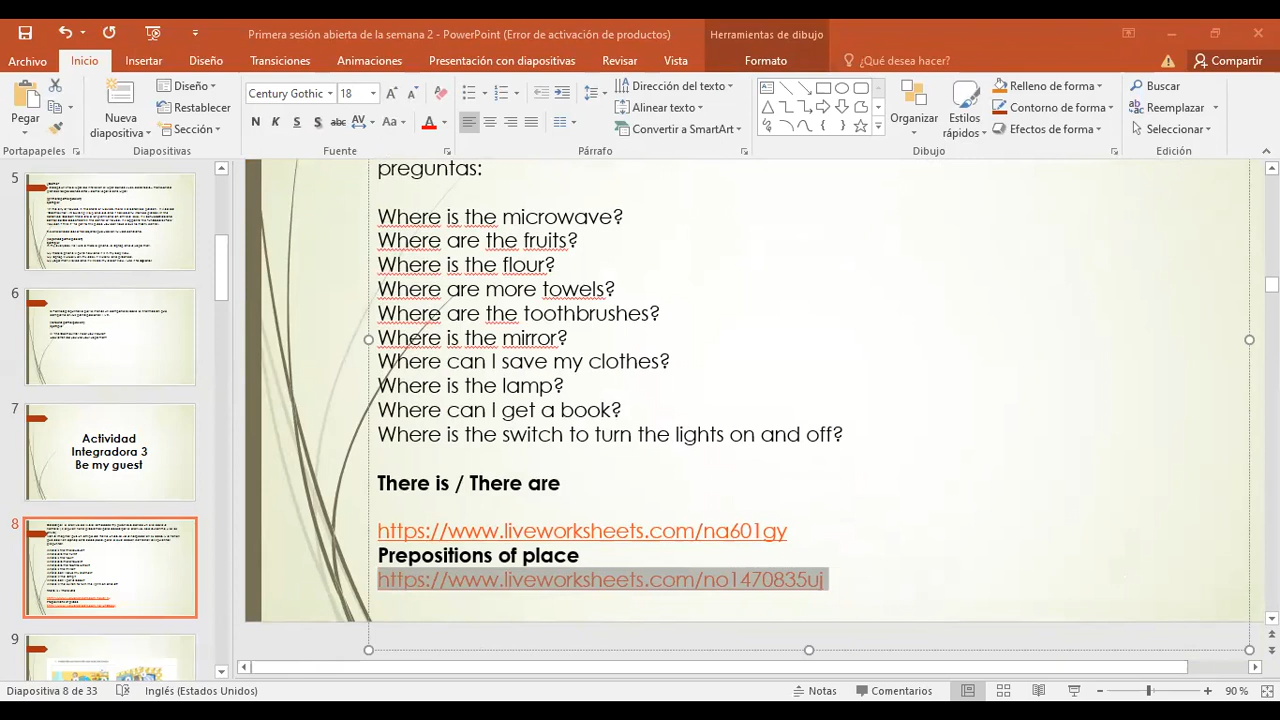 Primera sesión abierta de la semana 2 - PowerPoint (Error de activación de productos)
Herramientas de dibujo
Archivo
Inicio
Insertar
Diseño
Transiciones
Animaciones
Presentación con diapositivas
Revisar
Vista
Formato
¿Qué desea hacer?
Compartir
Pegar
Nueva
diapositiva
Diseño
Restablecer
Sección
Century Gothic
18
Dirección del texto
Alinear texto
Convertir a SmartArt
Organizar
Estilos
rápidos
Relleno de forma
Contorno de forma
Efectos de forma
Buscar
Reemplazar
Seleccionar
Portapapeles
Diapositivas
Fuente
Párrafo
Dibujo
Edición
5
6
7
Actividad
Integradora 3
Be my guest
8
9
preguntas:
Where is the microwave?
Where are the fruits?
Where is the flour?
Where are more towels?
Where are the toothbrushes?
Where is the mirror?
Where can I save my clothes?
Where is the lamp?
Where can I get a book?
Where is the switch to turn the lights on and off?
There is / There are
https://www.liveworksheets.com/na601gy
Prepositions of place
https://www.liveworksheets.com/no1470835uj
Diapositiva 8 de 33
Inglés (Estados Unidos)
Notas
Comentarios
90 %